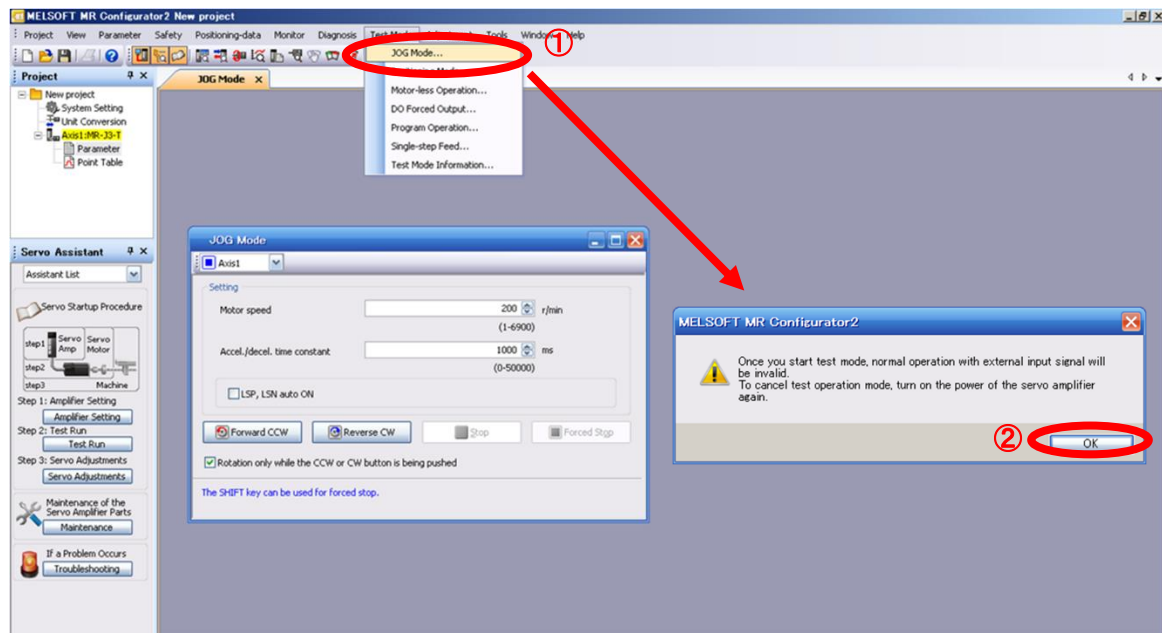 MELSOFT MR Configurator2 New project
Project View Parameter Safety Positioning-data Monitor Diagnosis Tools Window Help
①
JOG Mode...
Motor-less Operation...
DO Forced Output...
Program Operation...
Single-step Feed...
Test Mode Information...
Project
New project
System Setting
Unit Conversion
Axis1:MR-J3-T
Parameter
Point Table
JOG Mode
Servo Assistant
Assistant List
Servo Startup Procedure
step1 Servo Amp Servo Motor
step2
step3 Machine
Step 1: Amplifier Setting
Amplifier Setting
Step 2: Test Run
Test Run
Step 3: Servo Adjustments
Servo Adjustments
Maintenance of the
Servo Amplifier Parts
Maintenance
If a Problem Occurs
Troubleshooting
JOG Mode
Axis1
Setting
Motor speed 200 r/min
(1-6900)
Accel./decel. time constant 1000 ms
(0-50000)
LSP, LSN auto ON
Forward CCW Reverse CW Stop Forced Stop
Rotation only while the CCW or CW button is being pushed
The SHIFT key can be used for forced stop.
MELSOFT MR Configurator2
Once you start test mode, normal operation with external input signal will
be invalid.
To cancel test operation mode, turn on the power of the servo amplifier
again.
②
OK